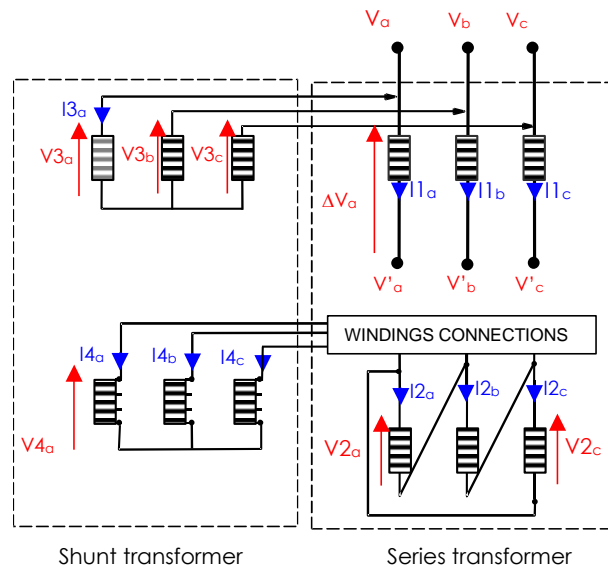 Va Vb Vc
I3a
V3a V3b V3c
I1a I1b I1c
ΔVa
V'a V'b V'c
WINDINGS CONNECTIONS
I4a I4b I4c
I2a I2b I2c
V4a V2a V2c
Shunt transformer Series transformer